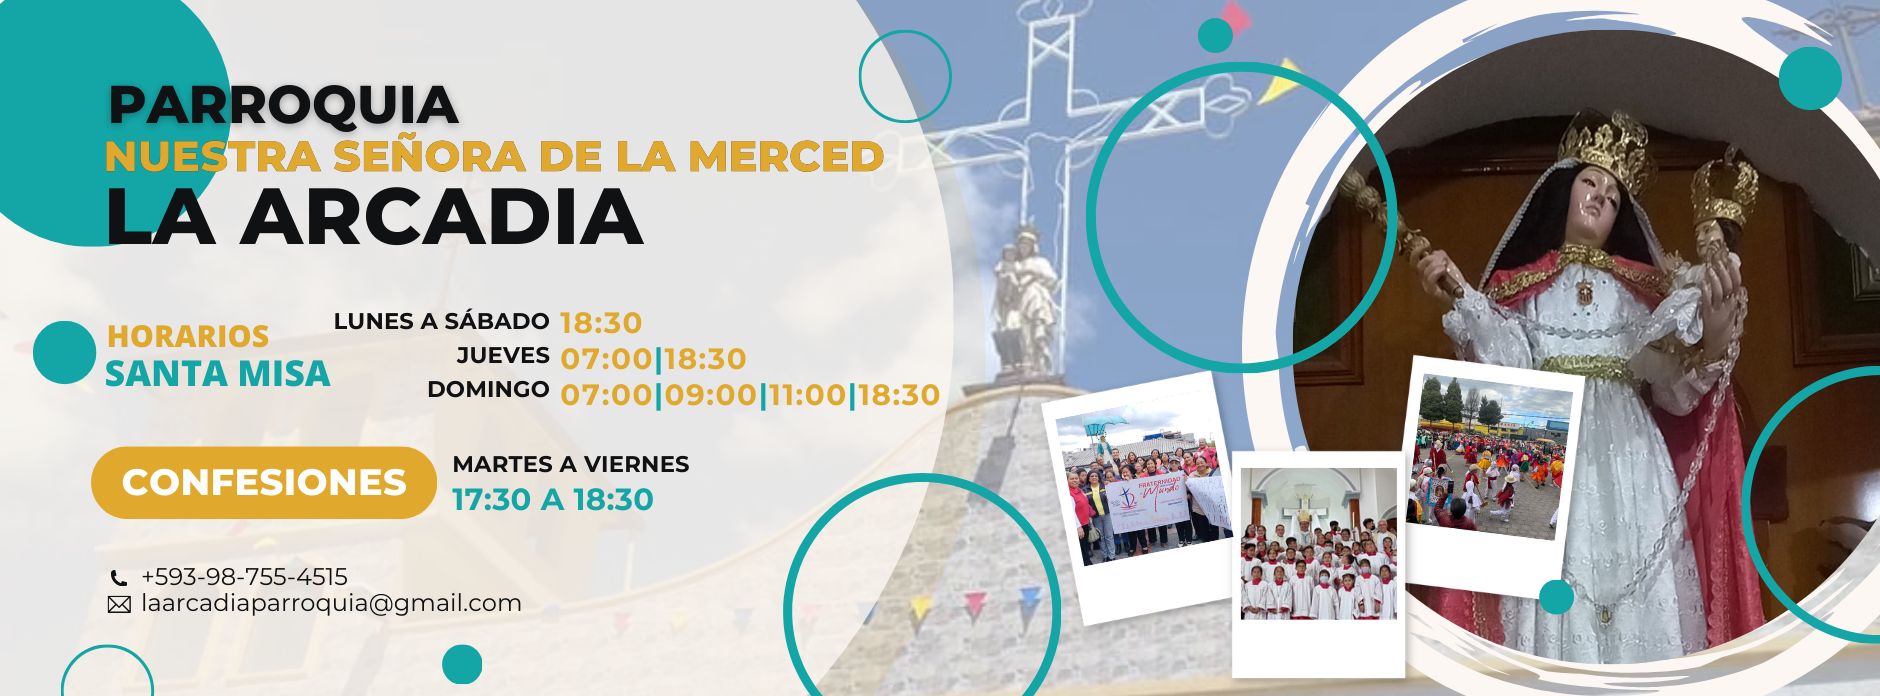 PARROQUIA
NUESTRA SEÑORA DE LA MERCED
LA ARCADIA
HORARIOS
SANTA MISA
LUNES A SÁBADO 18:30
JUEVES 07:00|18:30
DOMINGO 07:00|09:00|11:00|18:30
CONFESIONES
MARTES A VIERNES
17:30 A 18:30
+593-98-755-4515
laarcadiaparroquia@gmail.com
FRATERNIDAD
Mundo